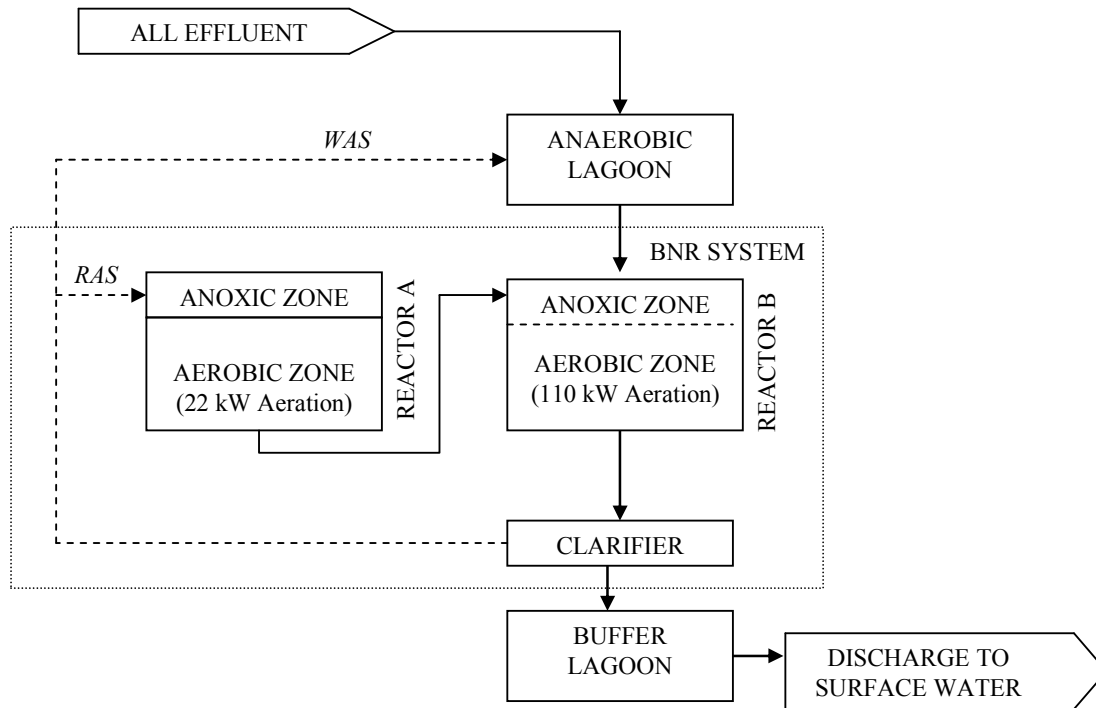 ALL EFFLUENT
WAS
ANAEROBIC
LAGOON
BNR SYSTEM
RAS
ANOXIC ZONE
AEROBIC ZONE
(22 kW Aeration)
REACTOR A
ANOXIC ZONE
AEROBIC ZONE
(110 kW Aeration)
REACTOR B
CLARIFIER
BUFFER
LAGOON
DISCHARGE TO
SURFACE WATER